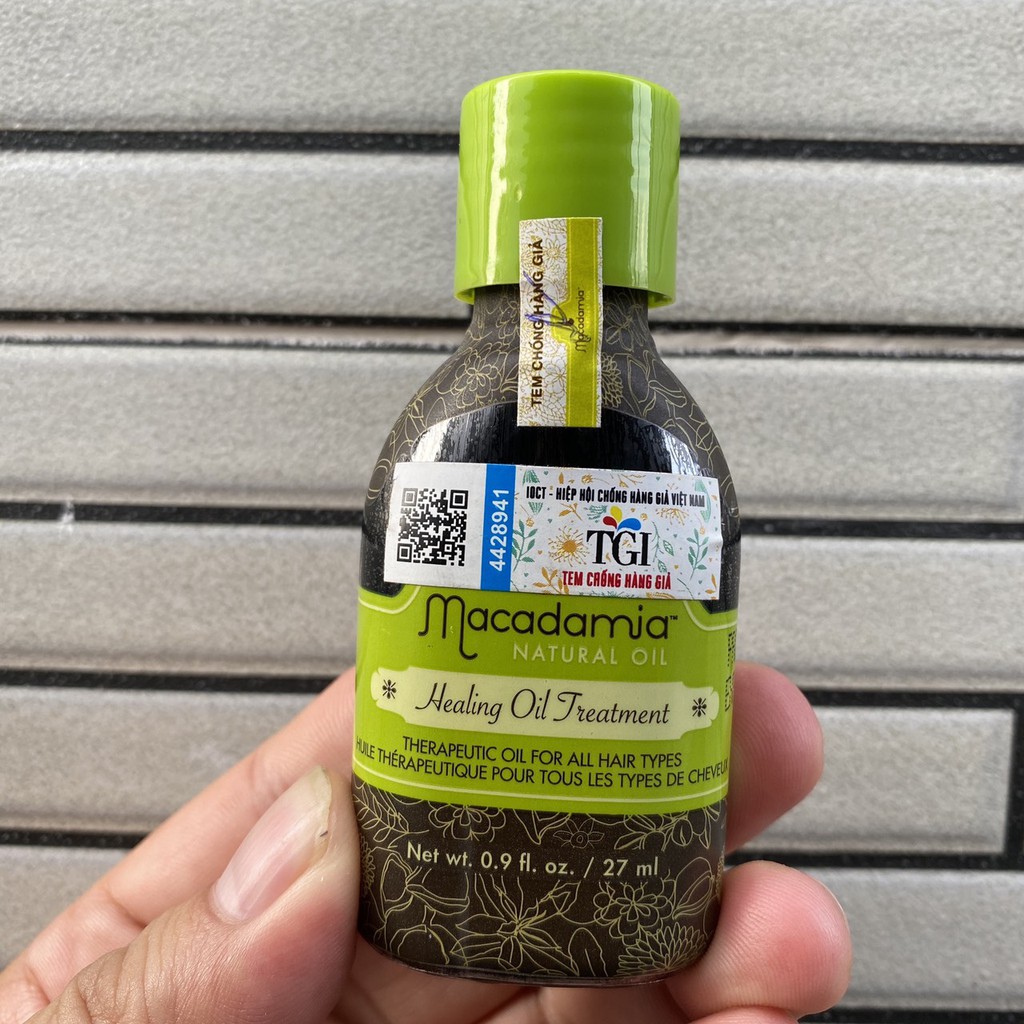 TEM CHỐNG HÀNG GIẢ
Macadamia
4428941
IOCT - HIỆP HỘI CHỐNG HÀNG GIẢ VIỆT NAM
TGI
TEM CHỐNG HÀNG GIẢ
Macadamia™
NATURAL OIL
Healing Oil Treatment
THERAPEUTIC OIL FOR ALL HAIR TYPES
HUILE THÉRAPEUTIQUE POUR TOUS LES TYPES DE CHEVEUX
Net wt. 0.9 fl. oz. / 27 ml